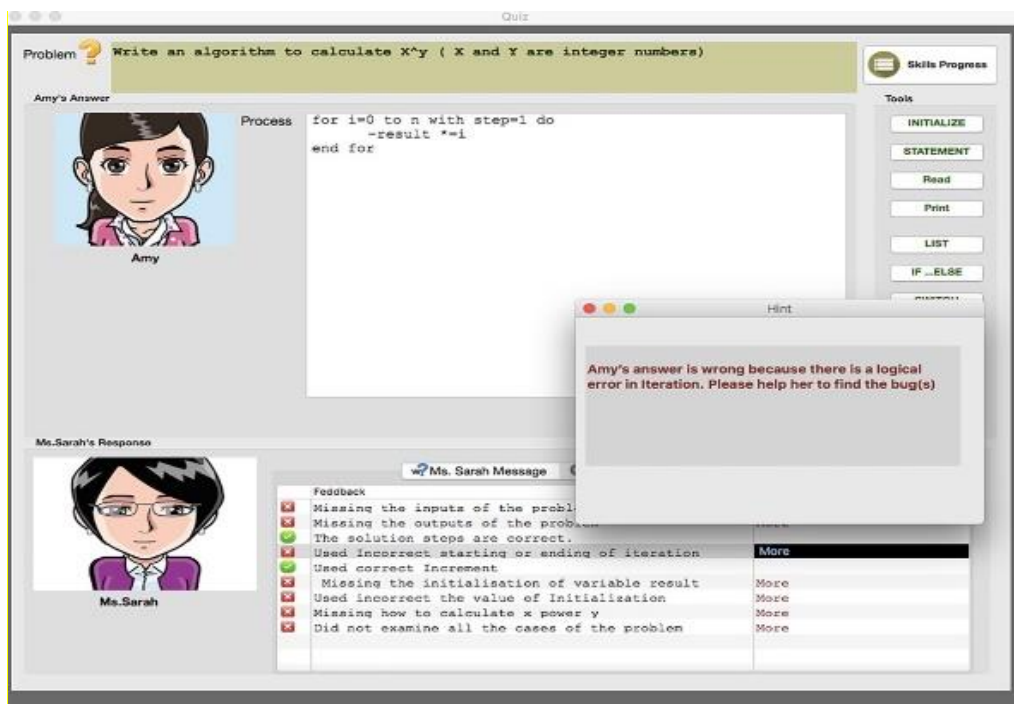 Quiz
Problem
Write an algorithm to calculate X^y ( X and Y are integer numbers)
Skills Progress
Amy's Answer
Process
for i=0 to n with step=1 do
-result *=i
end for
Amy
Tools
INITIALIZE
STATEMENT
Read
Print
LIST
IF ...ELSE
SWITCH
Hint
Amy's answer is wrong because there is a logical
error in Iteration. Please help her to find the bug(s)
Ms.Sarah's Response
Ms.Sarah
Ms. Sarah Message
Feddback
Missing the inputs of the probl
Missing the outputs of the problem
The solution steps are correct.
Used Incorrect starting or ending of iteration More
Used correct Increment
Missing the initialisation of variable result More
Used incorrect the value of Initialization More
Missing how to calculate x power y More
Did not examine all the cases of the problem More